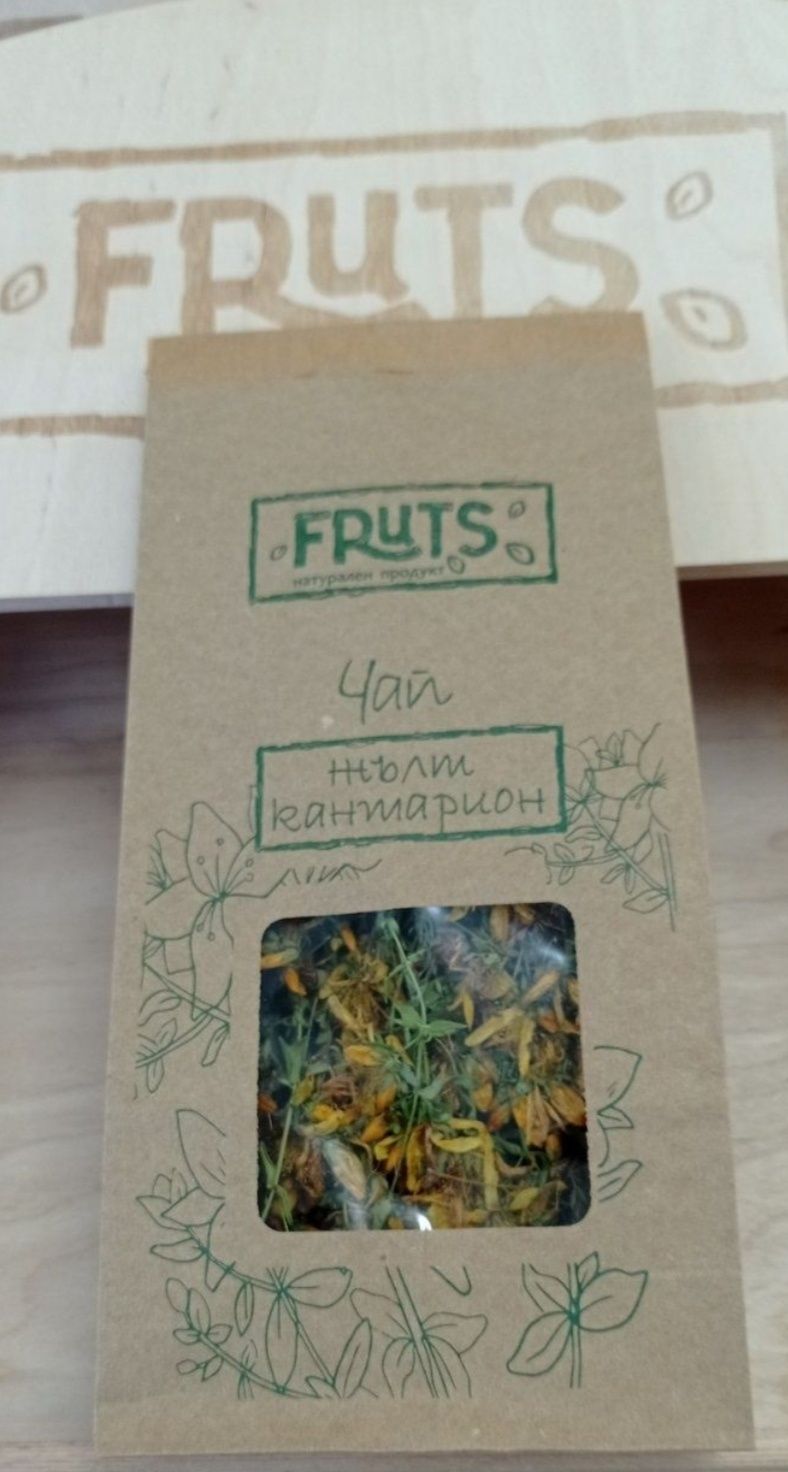 FRUTS
FRUTS
натурален продукт
Чай
жълт
кантарион